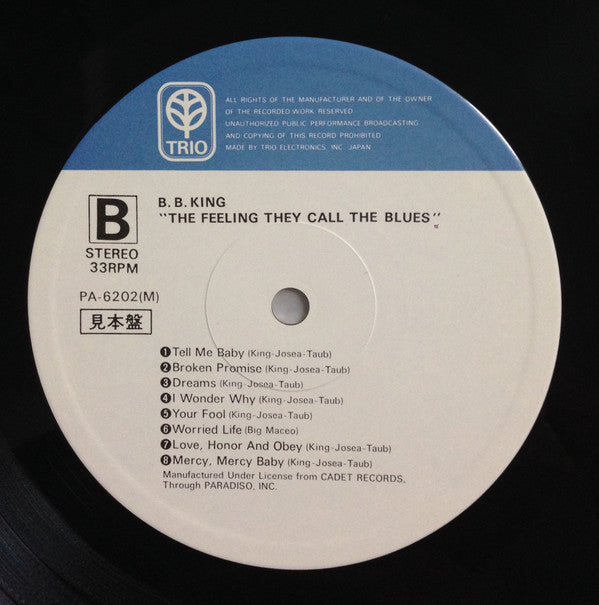 TRIO
ALL RIGHTS OF THE MANUFACTURER AND OF THE OWNER
OF THE RECORDED WORK RESERVED
UNAUTHORIZED PUBLIC PERFORMANCE BROADCASTING
AND COPYING OF THIS RECORD PROHIBITED
MADE BY TRIO ELECTRONICS, INC. JAPAN
B
STEREO
33RPM
B. B. KING
"THE FEELING THEY CALL THE BLUES"
PA-6202(M)
見本盤
❶Tell Me Baby (King-Josea-Taub)
❷Broken Promise (King-Josea-Taub)
❸Dreams (King-Josea-Taub)
❹I Wonder Why (King-Josea-Taub)
❺Your Fool (King-Josea-Taub)
❻Worried Life (Big Maceo)
❼Love, Honor And Obey (King-Josea-Taub)
❽Mercy, Mercy Baby (King-Josea-Taub)
Manufactured Under License from CADET RECORDS,
Through PARADISO, INC.